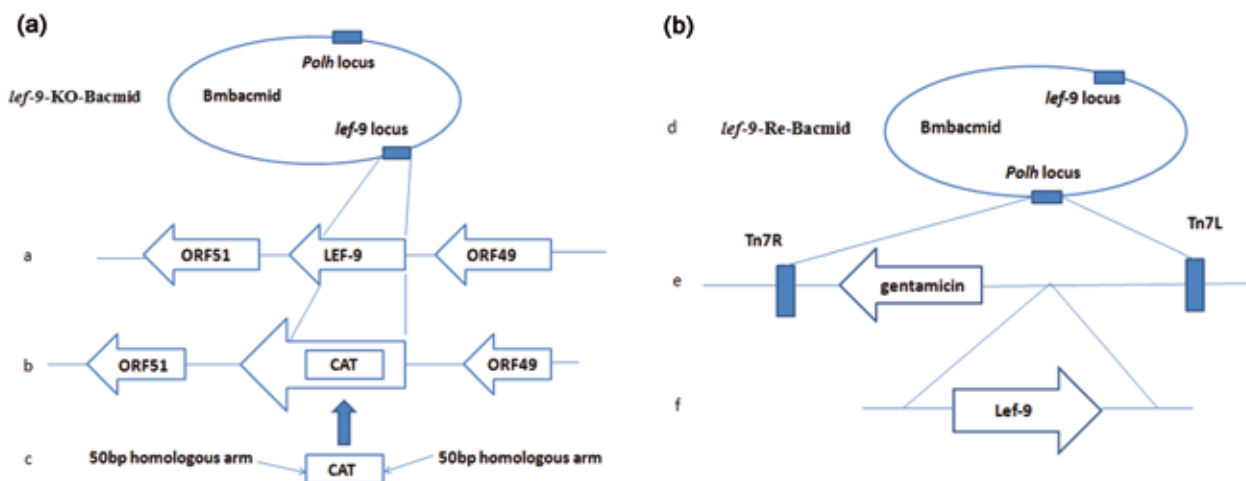 (a)
Polh locus
lef-9-KO-Bacmid
Bmbacmid
lef-9 locus
a
ORF51
LEF-9
ORF49
b
ORF51
CAT
ORF49
c
50bp homologous arm
CAT
50bp homologous arm
(b)
lef-9 locus
d
lef-9-Re-Bacmid
Bmbacmid
Polh locus
Tn7R
Tn7L
e
gentamicin
f
Lef-9